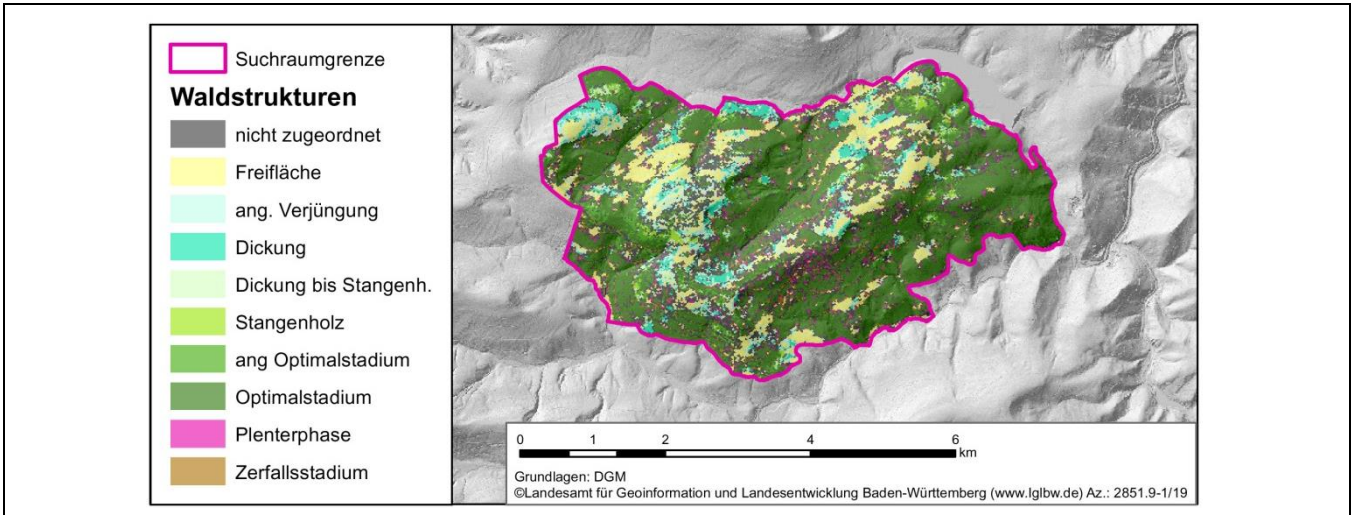 Suchraumgrenze
Waldstrukturen
nicht zugeordnet
Freifläche
ang. Verjüngung
Dickung
Dickung bis Stangenh.
Stangenholz
ang Optimalstadium
Optimalstadium
Plenterphase
Zerfallsstadium
0 1 2 4 6
km
Grundlagen: DGM
©Landesamt für Geoinformation und Landesentwicklung Baden-Württemberg (www.lglbw.de) Az.: 2851.9-1/19